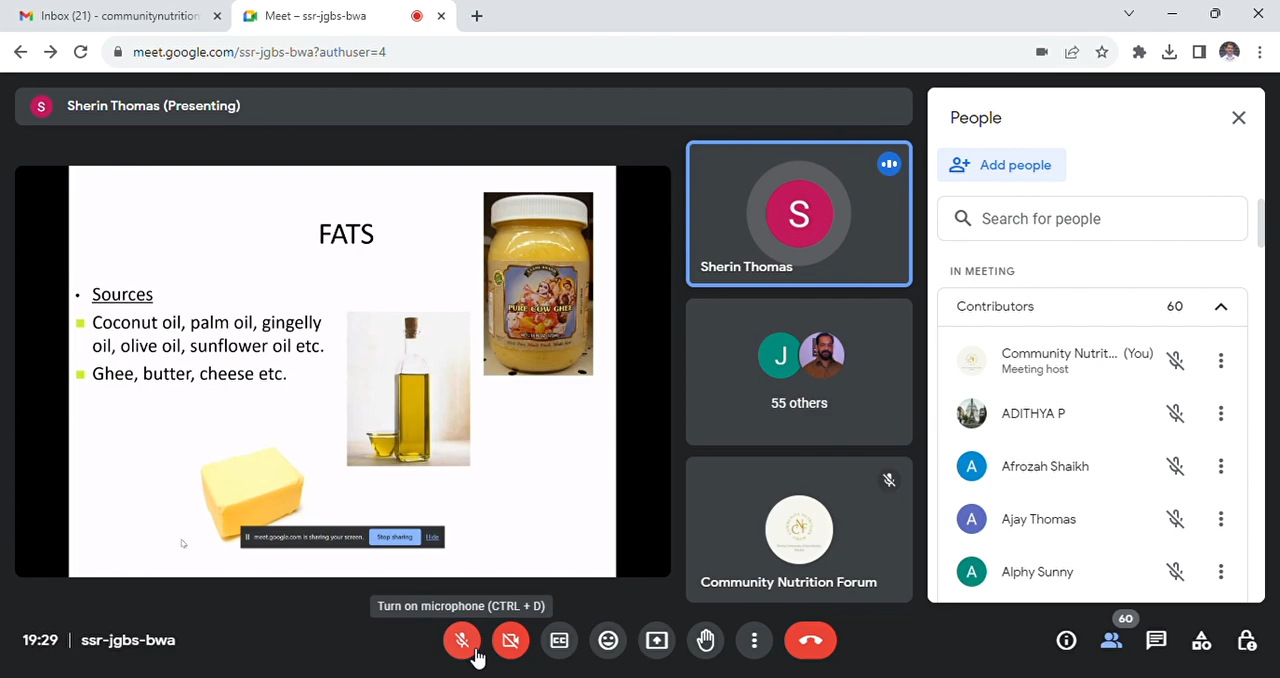 Inbox (21) - communitynutrition
Meet – ssr-jgbs-bwa
meet.google.com/ssr-jgbs-bwa?authuser=4
S
Sherin Thomas (Presenting)
FATS
• Sources
Coconut oil, palm oil, gingelly
oil, olive oil, sunflower oil etc.
Ghee, butter, cheese etc.
PURE COW GHEE
meet.google.com is sharing your screen.
Stop sharing
Hide
S
Sherin Thomas
J
55 others
Community Nutrition Forum
People
Add people
Search for people
IN MEETING
Contributors 60
Community Nutrit... (You)
Meeting host
ADITHYA P
A Afrozah Shaikh
A Ajay Thomas
A Alphy Sunny
Turn on microphone (CTRL + D)
60
19:29 | ssr-jgbs-bwa